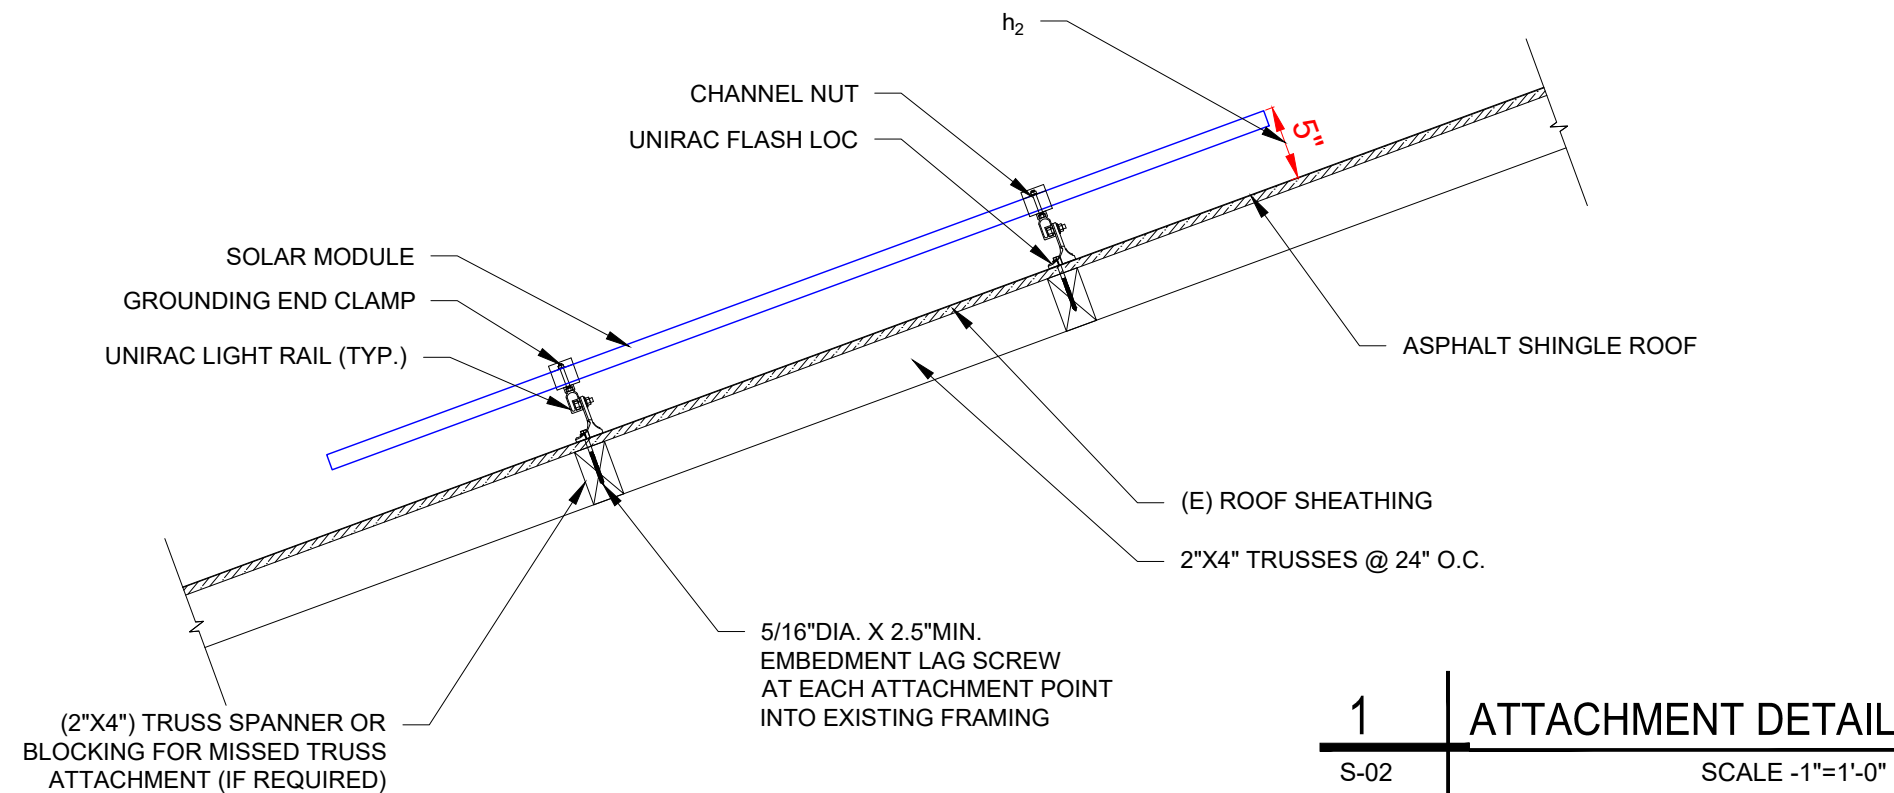 h2
CHANNEL NUT
UNIRAC FLASH LOC
5"
SOLAR MODULE
GROUNDING END CLAMP
UNIRAC LIGHT RAIL (TYP.)
ASPHALT SHINGLE ROOF
(E) ROOF SHEATHING
2"X4" TRUSSES @ 24" O.C.
5/16"DIA. X 2.5"MIN.
EMBEDMENT LAG SCREW
AT EACH ATTACHMENT POINT
INTO EXISTING FRAMING
(2"X4") TRUSS SPANNER OR
BLOCKING FOR MISSED TRUSS
ATTACHMENT (IF REQUIRED)
1
ATTACHMENT DETAIL
S-02
SCALE -1"=1'-0"